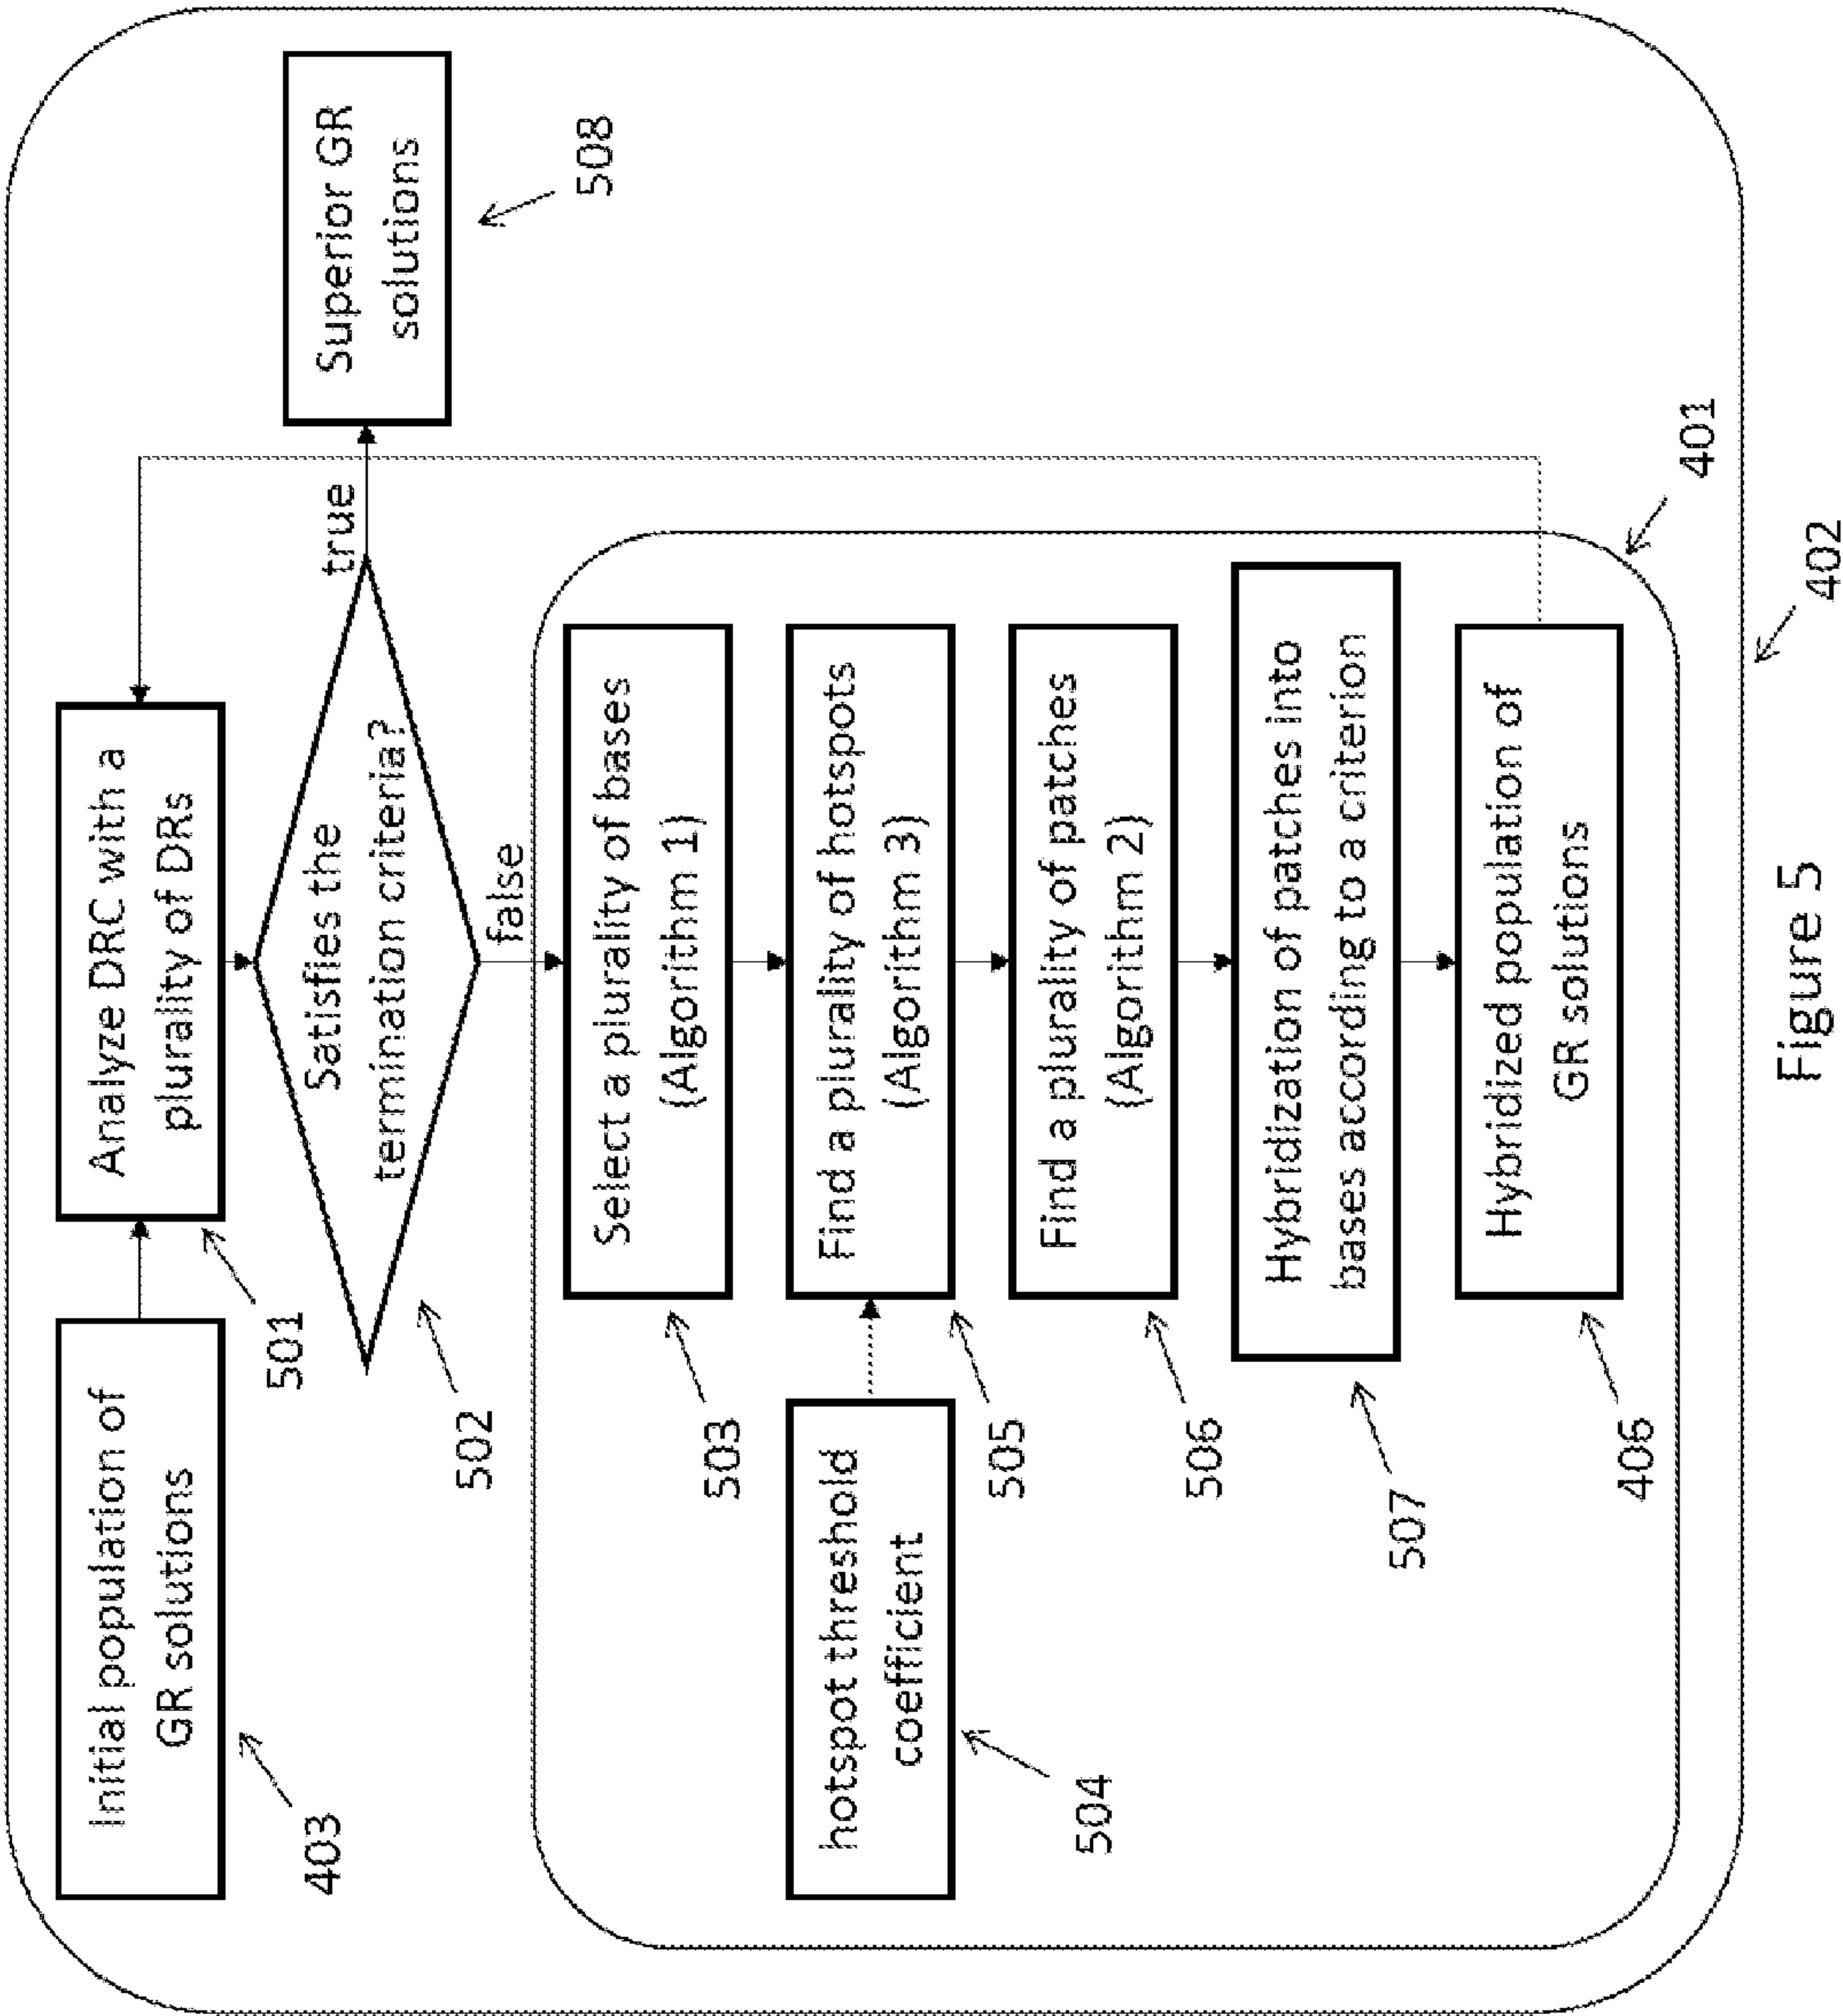 Initial population of
GR solutions
403
Analyze DRC with a
plurality of DRs
501
Satisfies the
termination criteria?
502
true
Superior GR
solutions
508
false
Select a plurality of bases
(Algorithm 1)
503
hotspot threshold
coefficient
504
Find a plurality of hotspots
(Algorithm 3)
505
Find a plurality of patches
(Algorithm 2)
506
Hybridization of patches into
bases according to a criterion
507
Hybridized population of
GR solutions
406
401
402
Figure 5